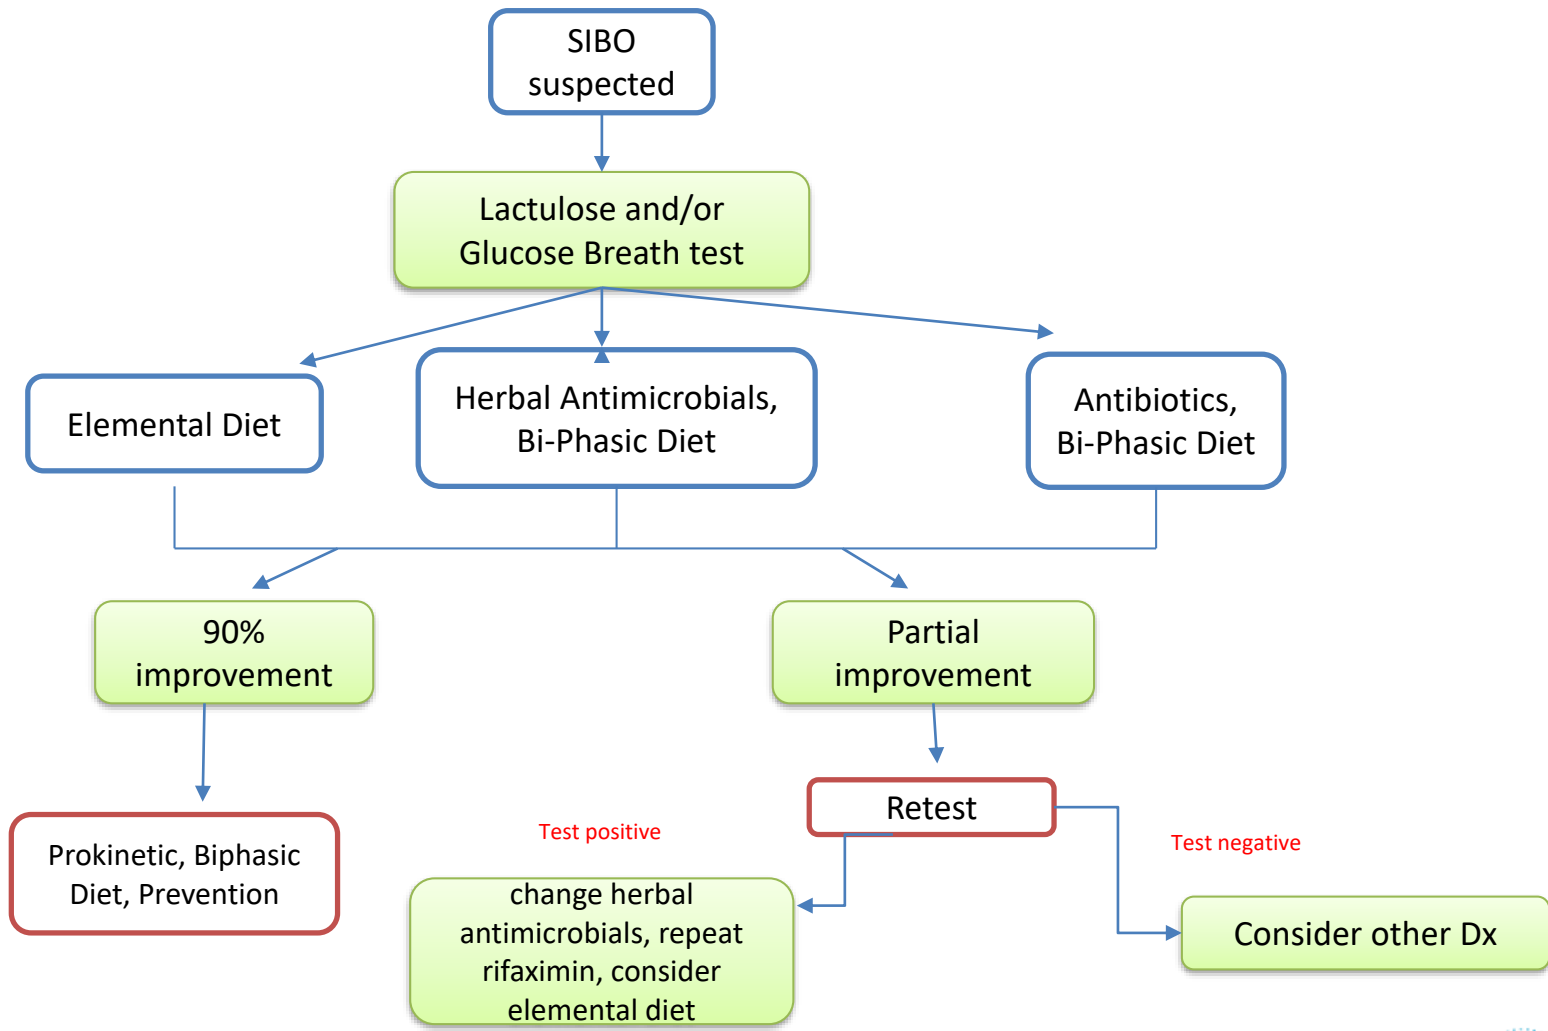 SIBO
suspected
Lactulose and/or
Glucose Breath test
Elemental Diet
Herbal Antimicrobials,
Bi-Phasic Diet
Antibiotics,
Bi-Phasic Diet
90%
improvement
Partial
improvement
Prokinetic, Biphasic
Diet, Prevention
Retest
Test positive
Test negative
change herbal
antimicrobials, repeat
rifaximin, consider
elemental diet
Consider other Dx